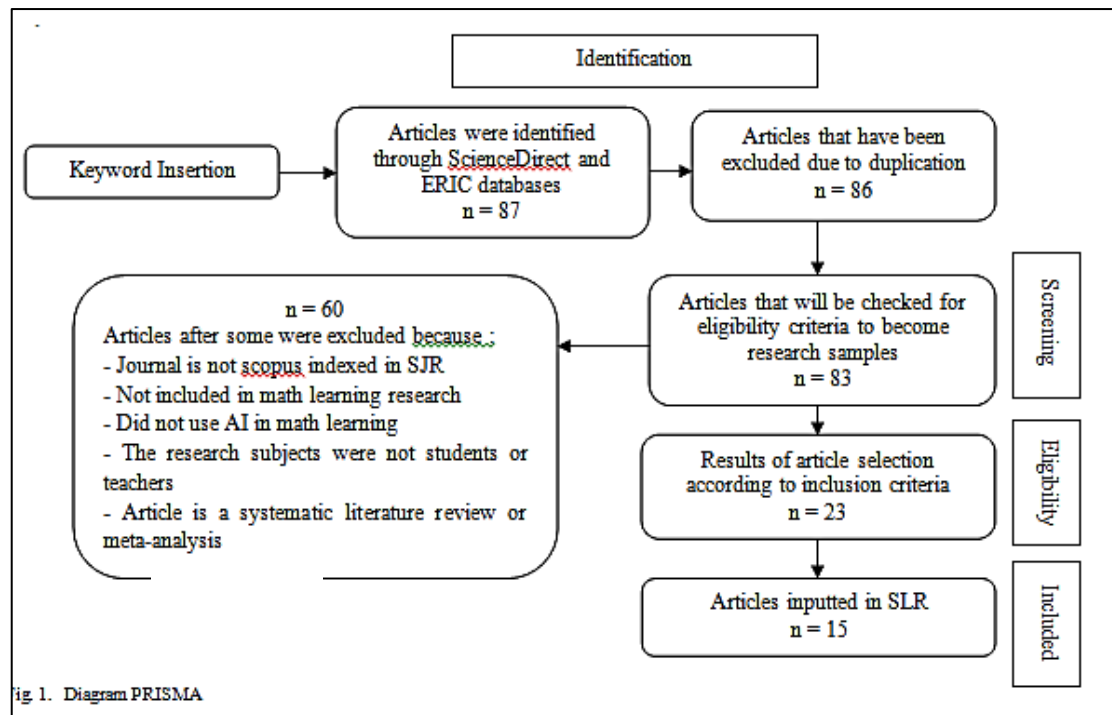 Identification
Keyword Insertion
Articles were identified
through ScienceDirect and
ERIC databases
n = 87
Articles that have been
excluded due to duplication
n = 86
Screening
Articles that will be checked for
eligibility criteria to become
research samples
n = 83
n = 60
Articles after some were excluded because :
- Journal is not scopus indexed in SJR
- Not included in math learning research
- Did not use AI in math learning
- The research subjects were not students or
teachers
- Article is a systematic literature review or
meta-analysis
Eligibility
Results of article selection
according to inclusion criteria
n = 23
Included
Articles inputted in SLR
n = 15
ig. 1. Diagram PRISMA